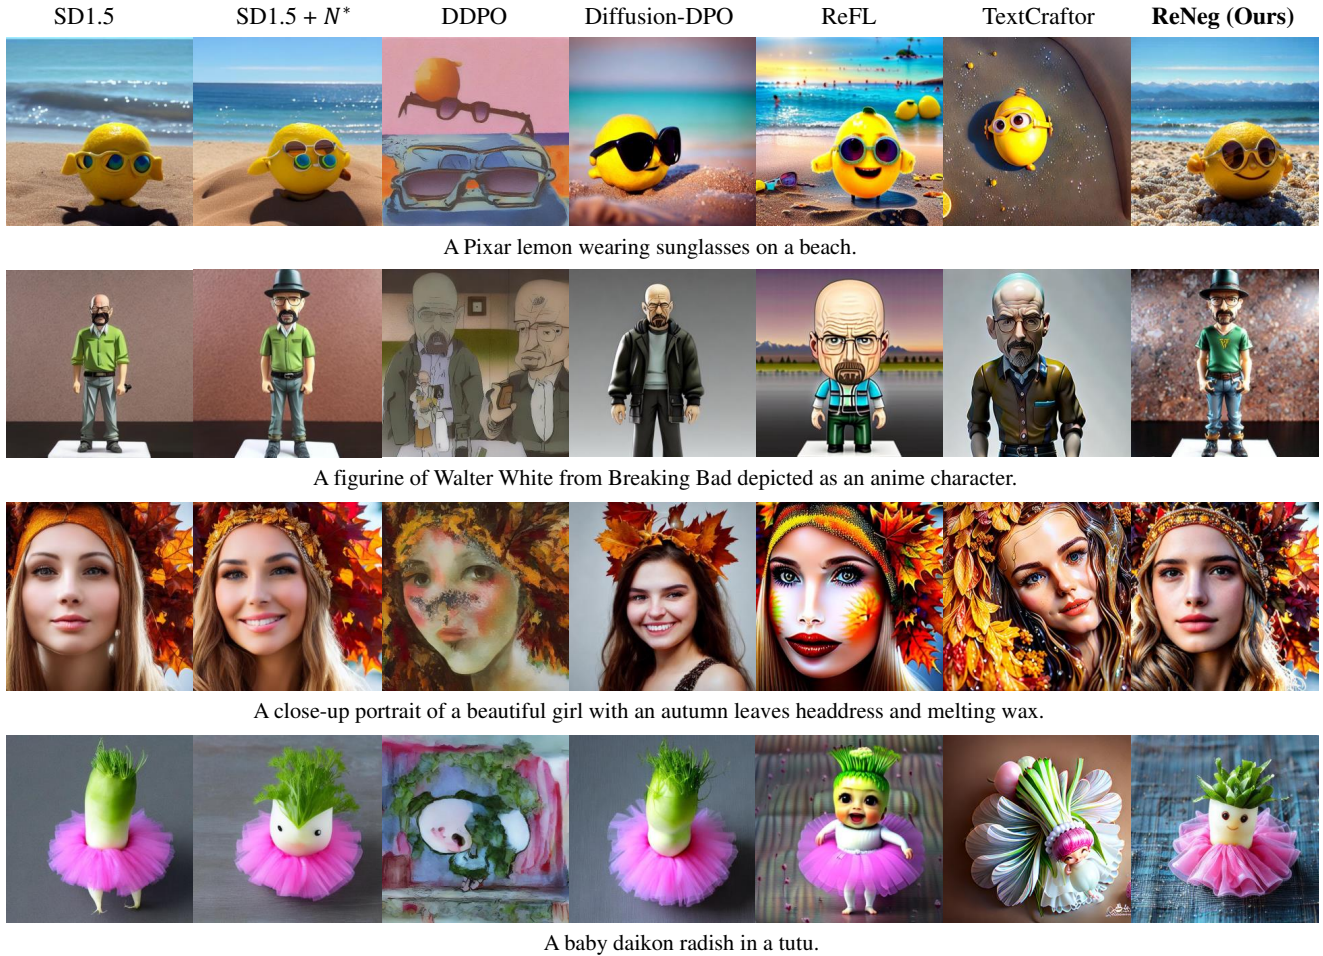 SD1.5 SD1.5 + N* DDPO Diffusion-DPO ReFL TextCraftor ReNeg (Ours)
A Pixar lemon wearing sunglasses on a beach.
A figurine of Walter White from Breaking Bad depicted as an anime character.
A close-up portrait of a beautiful girl with an autumn leaves headdress and melting wax.
A baby daikon radish in a tutu.